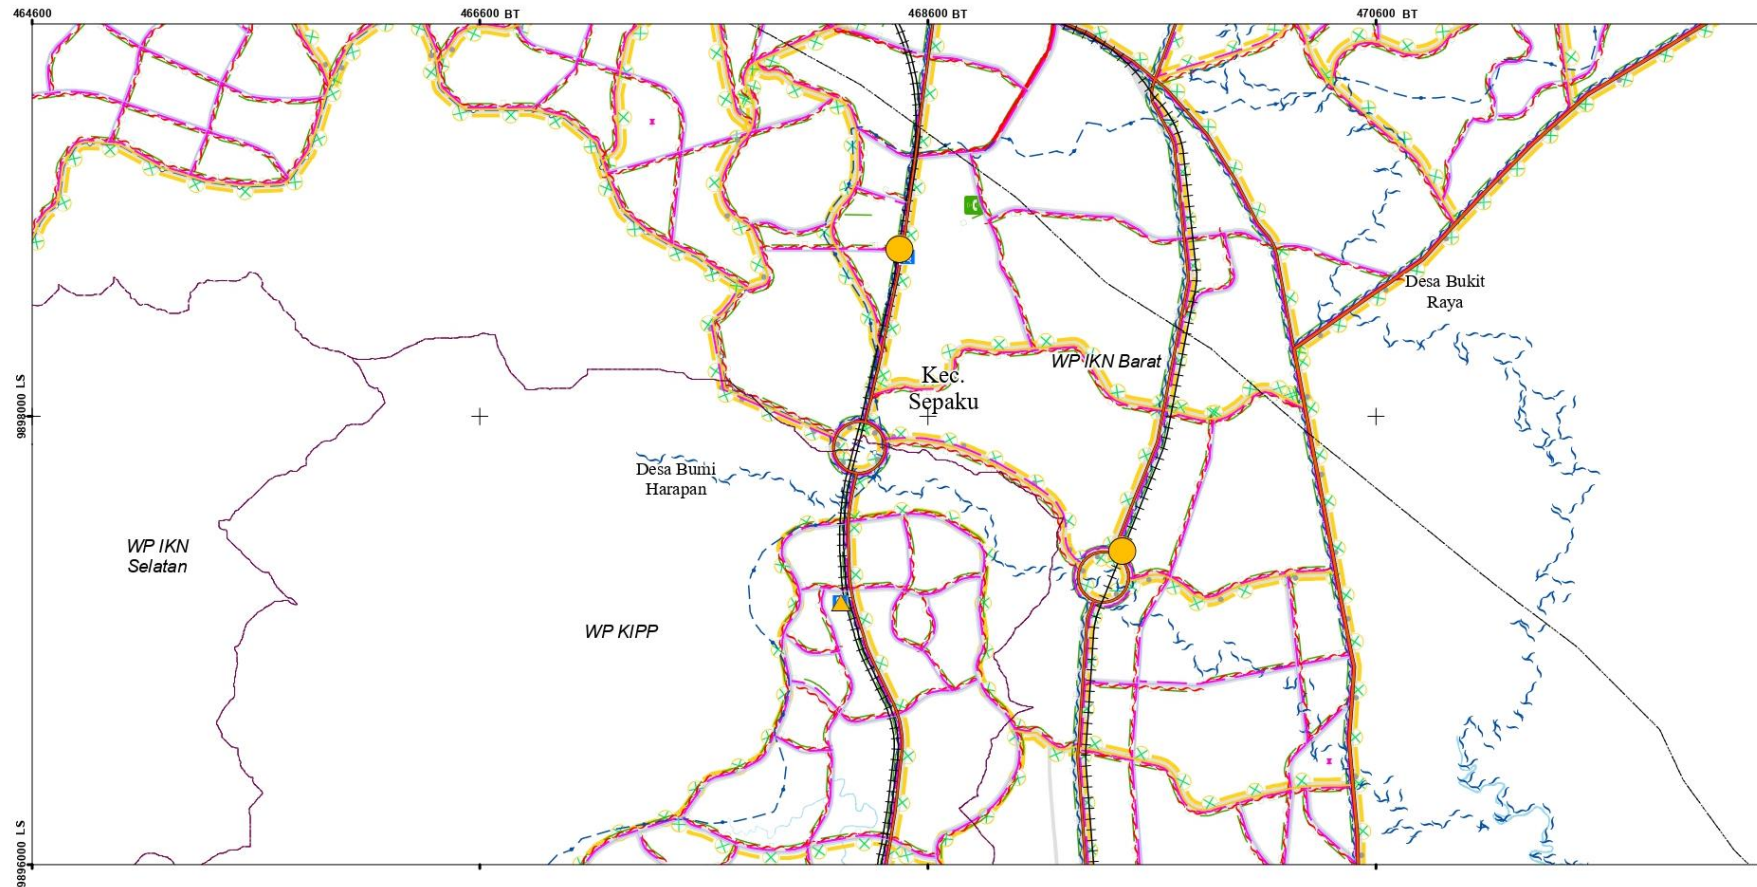 464600
466600 BT
468600 BT
470600 BT
Desa Bukit
Raya
WP IKN Barat
Kec.
Sepaku
9898000 LS
Desa Bumi
Harapan
WP IKN
Selatan
WP KIPP
9896000 LS